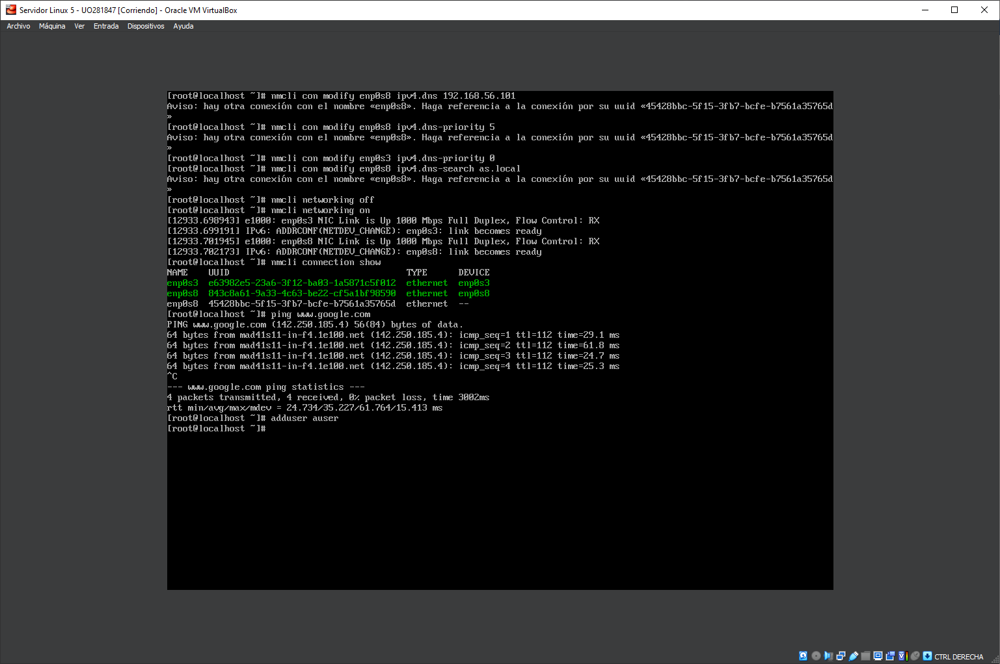 Servidor Linux 5 - UO281847 [Corriendo] - Oracle VM VirtualBox
Archivo Máquina Ver Entrada Dispositivos Ayuda
[root@localhost ~]# nmcli con modify enp0s8 ipv4.dns 192.168.56.101
Aviso: hay otra conexión con el nombre «enp0s8». Haga referencia a la conexión por su uuid «45428bbc-5f15-3fb7-bcfe-b7561a35765d
»
[root@localhost ~]# nmcli con modify enp0s8 ipv4.dns-priority 5
Aviso: hay otra conexión con el nombre «enp0s8». Haga referencia a la conexión por su uuid «45428bbc-5f15-3fb7-bcfe-b7561a35765d
»
[root@localhost ~]# nmcli con modify enp0s3 ipv4.dns-priority 0
[root@localhost ~]# nmcli con modify enp0s8 ipv4.dns-search as.local
Aviso: hay otra conexión con el nombre «enp0s8». Haga referencia a la conexión por su uuid «45428bbc-5f15-3fb7-bcfe-b7561a35765d
»
[root@localhost ~]# nmcli networking off
[root@localhost ~]# nmcli networking on
[12933.698943] e1000: enp0s3 NIC Link is Up 1000 Mbps Full Duplex, Flow Control: RX
[12933.699191] IPv6: ADDRCONF(NETDEV_CHANGE): enp0s3: link becomes ready
[12933.701945] e1000: enp0s8 NIC Link is Up 1000 Mbps Full Duplex, Flow Control: RX
[12933.702173] IPv6: ADDRCONF(NETDEV_CHANGE): enp0s8: link becomes ready
[root@localhost ~]# nmcli connection show
NAME    UUID                                  TYPE      DEVICE
enp0s3  e63982e5-23a6-3f12-ba03-1a5871c5f012  ethernet  enp0s3
enp0s8  843c8a61-9a33-4c63-be22-cf5a1bf98590  ethernet  enp0s8
enp0s8  45428bbc-5f15-3fb7-bcfe-b7561a35765d  ethernet  --
[root@localhost ~]# ping www.google.com
PING www.google.com (142.250.185.4) 56(84) bytes of data.
64 bytes from mad41s11-in-f4.1e100.net (142.250.185.4): icmp_seq=1 ttl=112 time=29.1 ms
64 bytes from mad41s11-in-f4.1e100.net (142.250.185.4): icmp_seq=2 ttl=112 time=61.8 ms
64 bytes from mad41s11-in-f4.1e100.net (142.250.185.4): icmp_seq=3 ttl=112 time=24.7 ms
64 bytes from mad41s11-in-f4.1e100.net (142.250.185.4): icmp_seq=4 ttl=112 time=25.3 ms
^C
--- www.google.com ping statistics ---
4 packets transmitted, 4 received, 0% packet loss, time 3002ms
rtt min/avg/max/mdev = 24.734/35.227/61.764/15.413 ms
[root@localhost ~]# adduser auser
[root@localhost ~]#
CTRL DERECHA